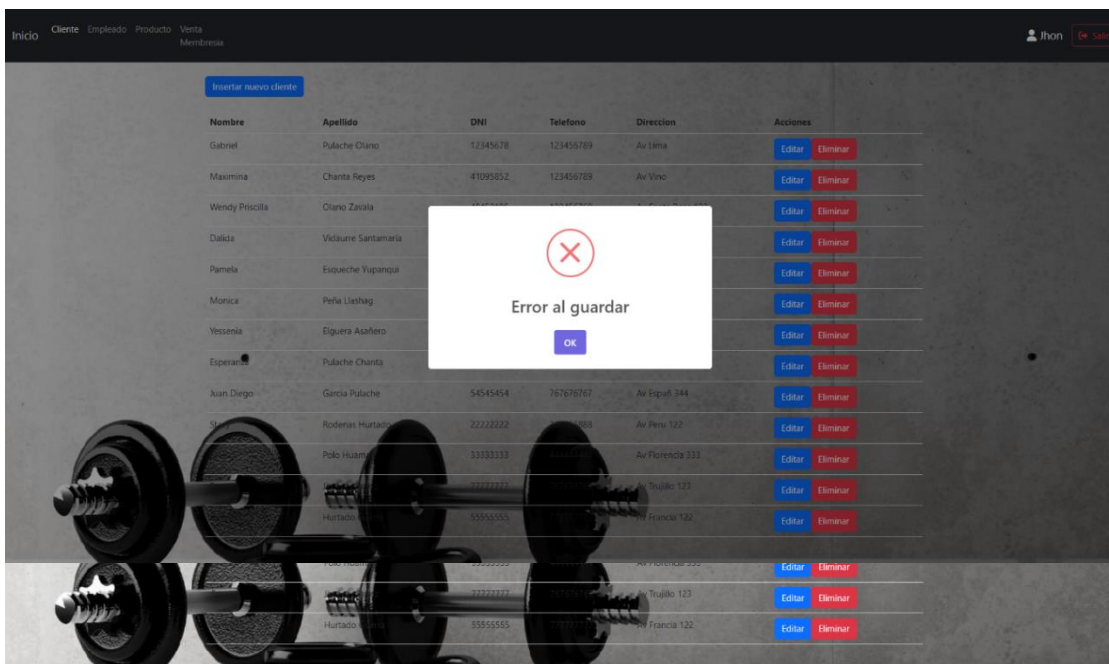 Inicio Cliente Empleado Producto Venta
Membresia
Jhon Salir
Insertar nuevo cliente
Nombre Apellido DNI Telefono Direccion Acciones
Gabriel Pulache Olano 12345678 123456789 Av Lima Editar Eliminar
Maximina Chanta Reyes 41095852 123456789 Av Vino Editar Eliminar
Wendy Priscilla Olano Zavala Editar Eliminar
Dalida Vidaurre Santamaría Editar Eliminar
Pamela Esqueche Yupanqui Editar Eliminar
Monica Peña Llashag Editar Eliminar
Yessenia Elguera Asañero Editar Eliminar
Esperanza Pulache Chanta Editar Eliminar
Error al guardar
OK
Juan Diego Garcia Pulache 54545454 767676767 Av Españ 344 Editar Eliminar
Rodenas Hurtado 22222222 Av Peru 122 Editar Eliminar
Polo 33333333 Av Florencia 333 Editar Eliminar
Av Trujillo 123 Editar Eliminar
Hurtado 55555555 Av Francia 122 Editar Eliminar
Editar Eliminar
77777777 Av Trujillo 123 Editar Eliminar
Hurtado 55555555 Av Francia 122 Editar Eliminar